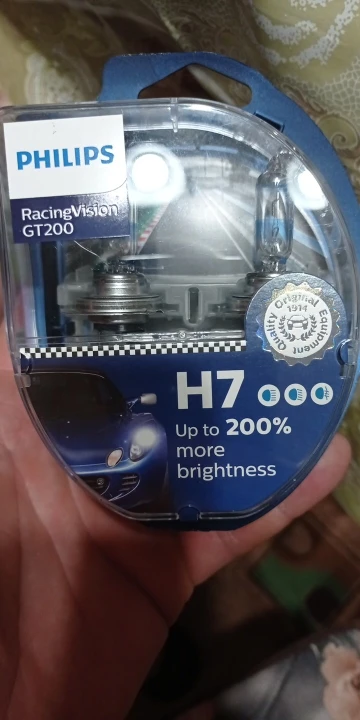 PHILIPS
RacingVision
GT200
Quality Original Equipment
1914
H7
Up to 200%
more
brightness